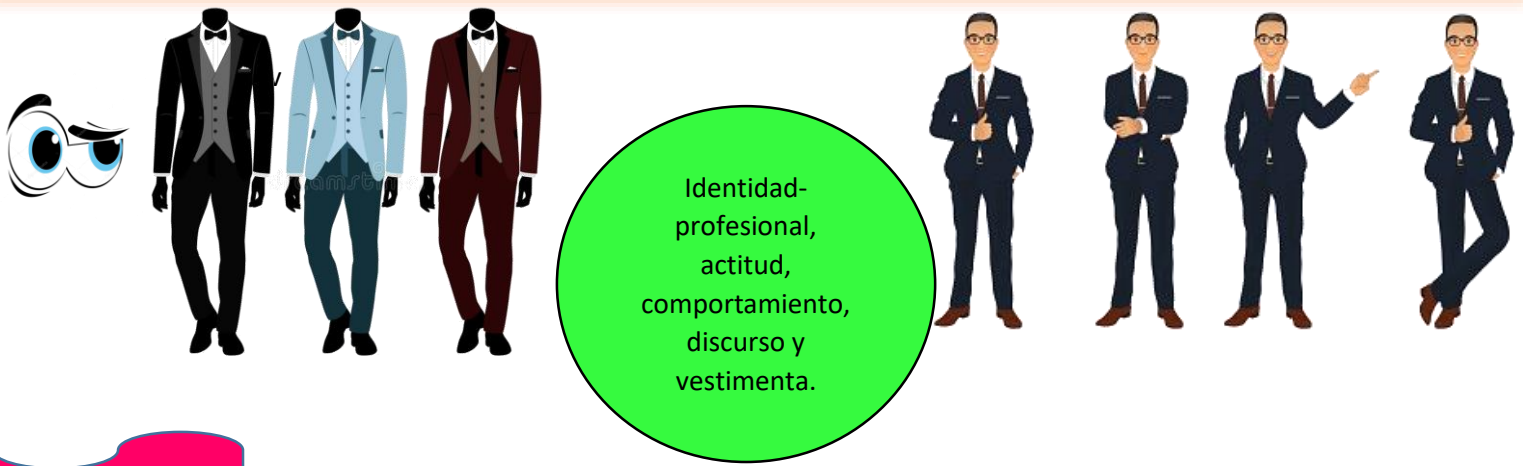 Identidad-
profesional,
actitud,
comportamiento,
discurso y
vestimenta.